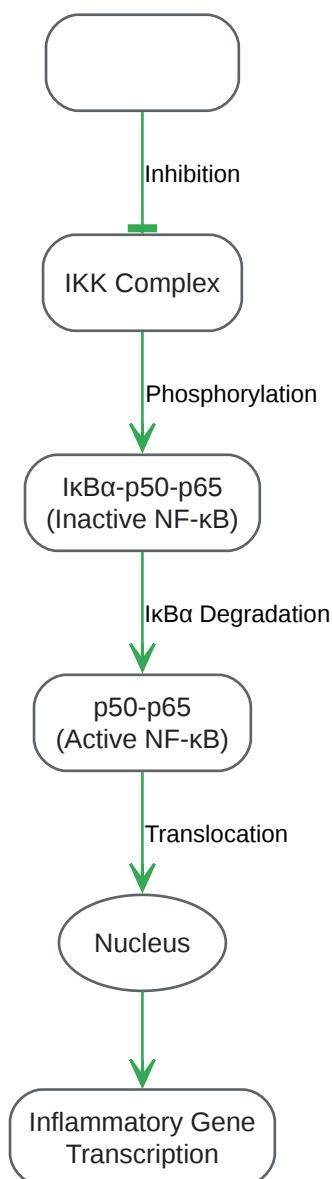 Inhibition
IKK Complex
Phosphorylation
IκBα-p50-p65
(Inactive NF-κB)
IκBα Degradation
p50-p65
(Active NF-κB)
Translocation
Nucleus
Inflammatory Gene
Transcription